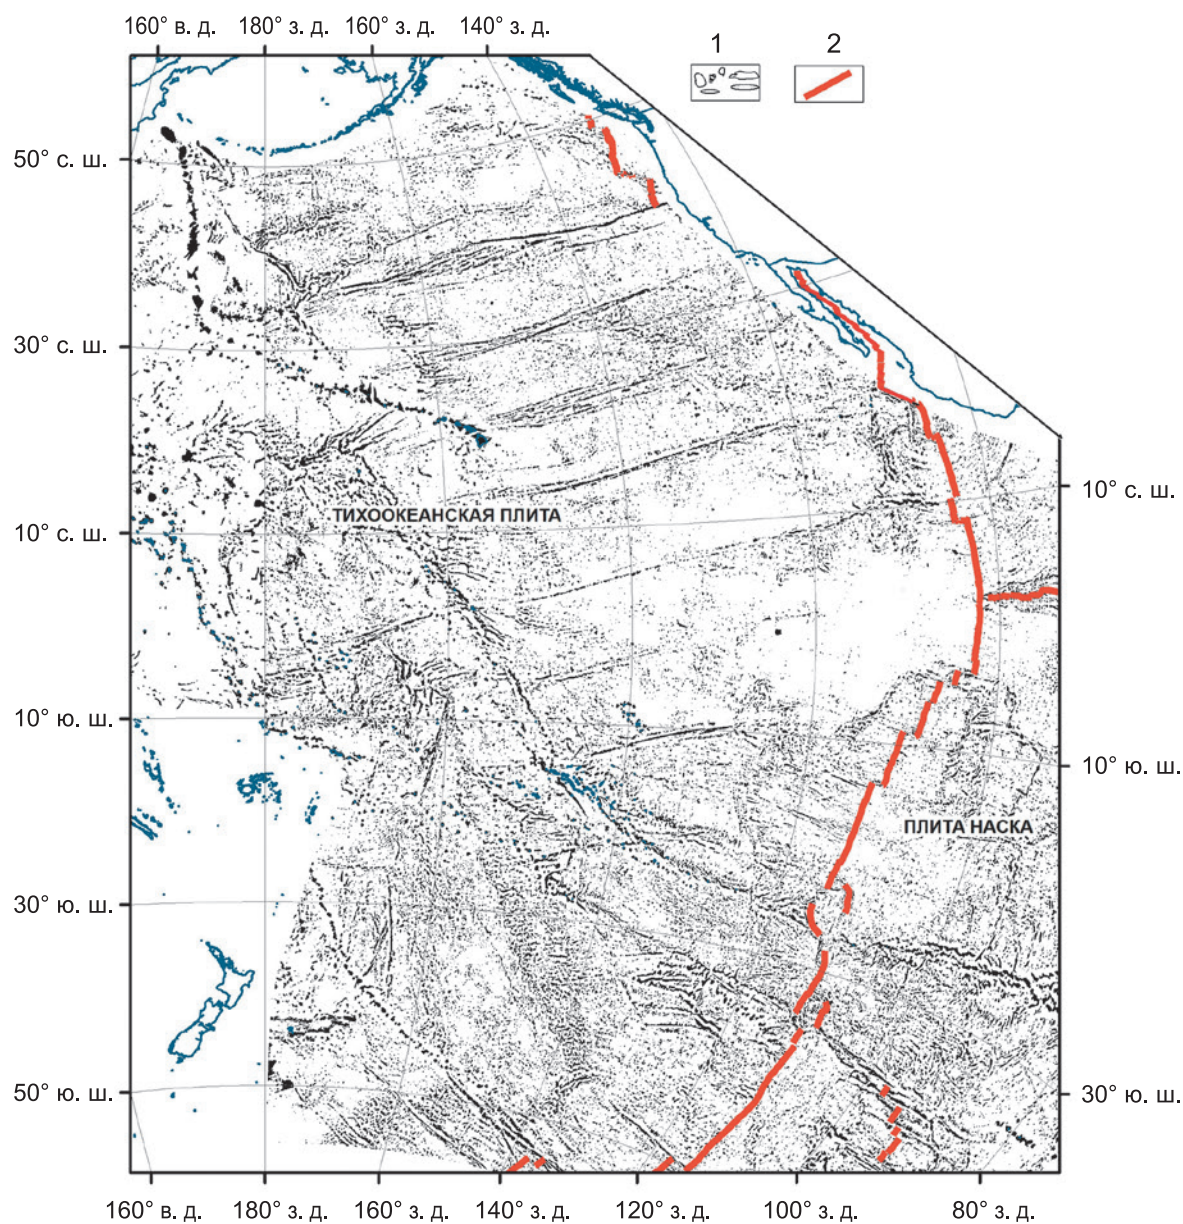 160° в. д. 180° з. д. 160° з. д. 140° з. д.
1 2
50° с. ш.
30° с. ш.
10° с. ш.
ТИХООКЕАНСКАЯ ПЛИТА
10° с. ш.
10° ю. ш.
10° ю. ш.
ПЛИТА НАСКА
30° ю. ш.
50° ю. ш.
30° ю. ш.
160° в. д. 180° з. д. 160° з. д. 140° з. д. 120° з. д. 100° з. д. 80° з. д.